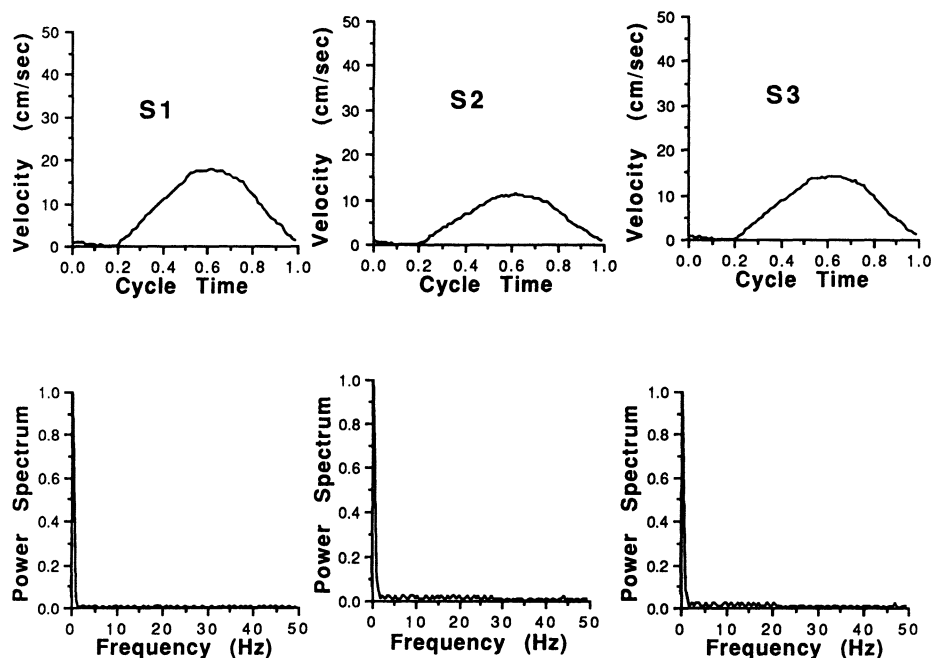 Velocity (cm/sec)
50
40
30
20
10
0
S1
0.0 0.2 0.4 0.6 0.8 1.0
Cycle Time
Velocity (cm/sec)
50
40
30
20
10
0
S2
0.0 0.2 0.4 0.6 0.8 1.0
Cycle Time
Velocity (cm/sec)
50
40
30
20
10
0
S3
0.0 0.2 0.4 0.6 0.8 1.0
Cycle Time
Power Spectrum
1.0
0.8
0.6
0.4
0.2
0.0
0 10 20 30 40 50
Frequency (Hz)
Power Spectrum
1.0
0.8
0.6
0.4
0.2
0.0
0 10 20 30 40 50
Frequency (Hz)
Power Spectrum
1.0
0.8
0.6
0.4
0.2
0.0
0 10 20 30 40 50
Frequency (Hz)